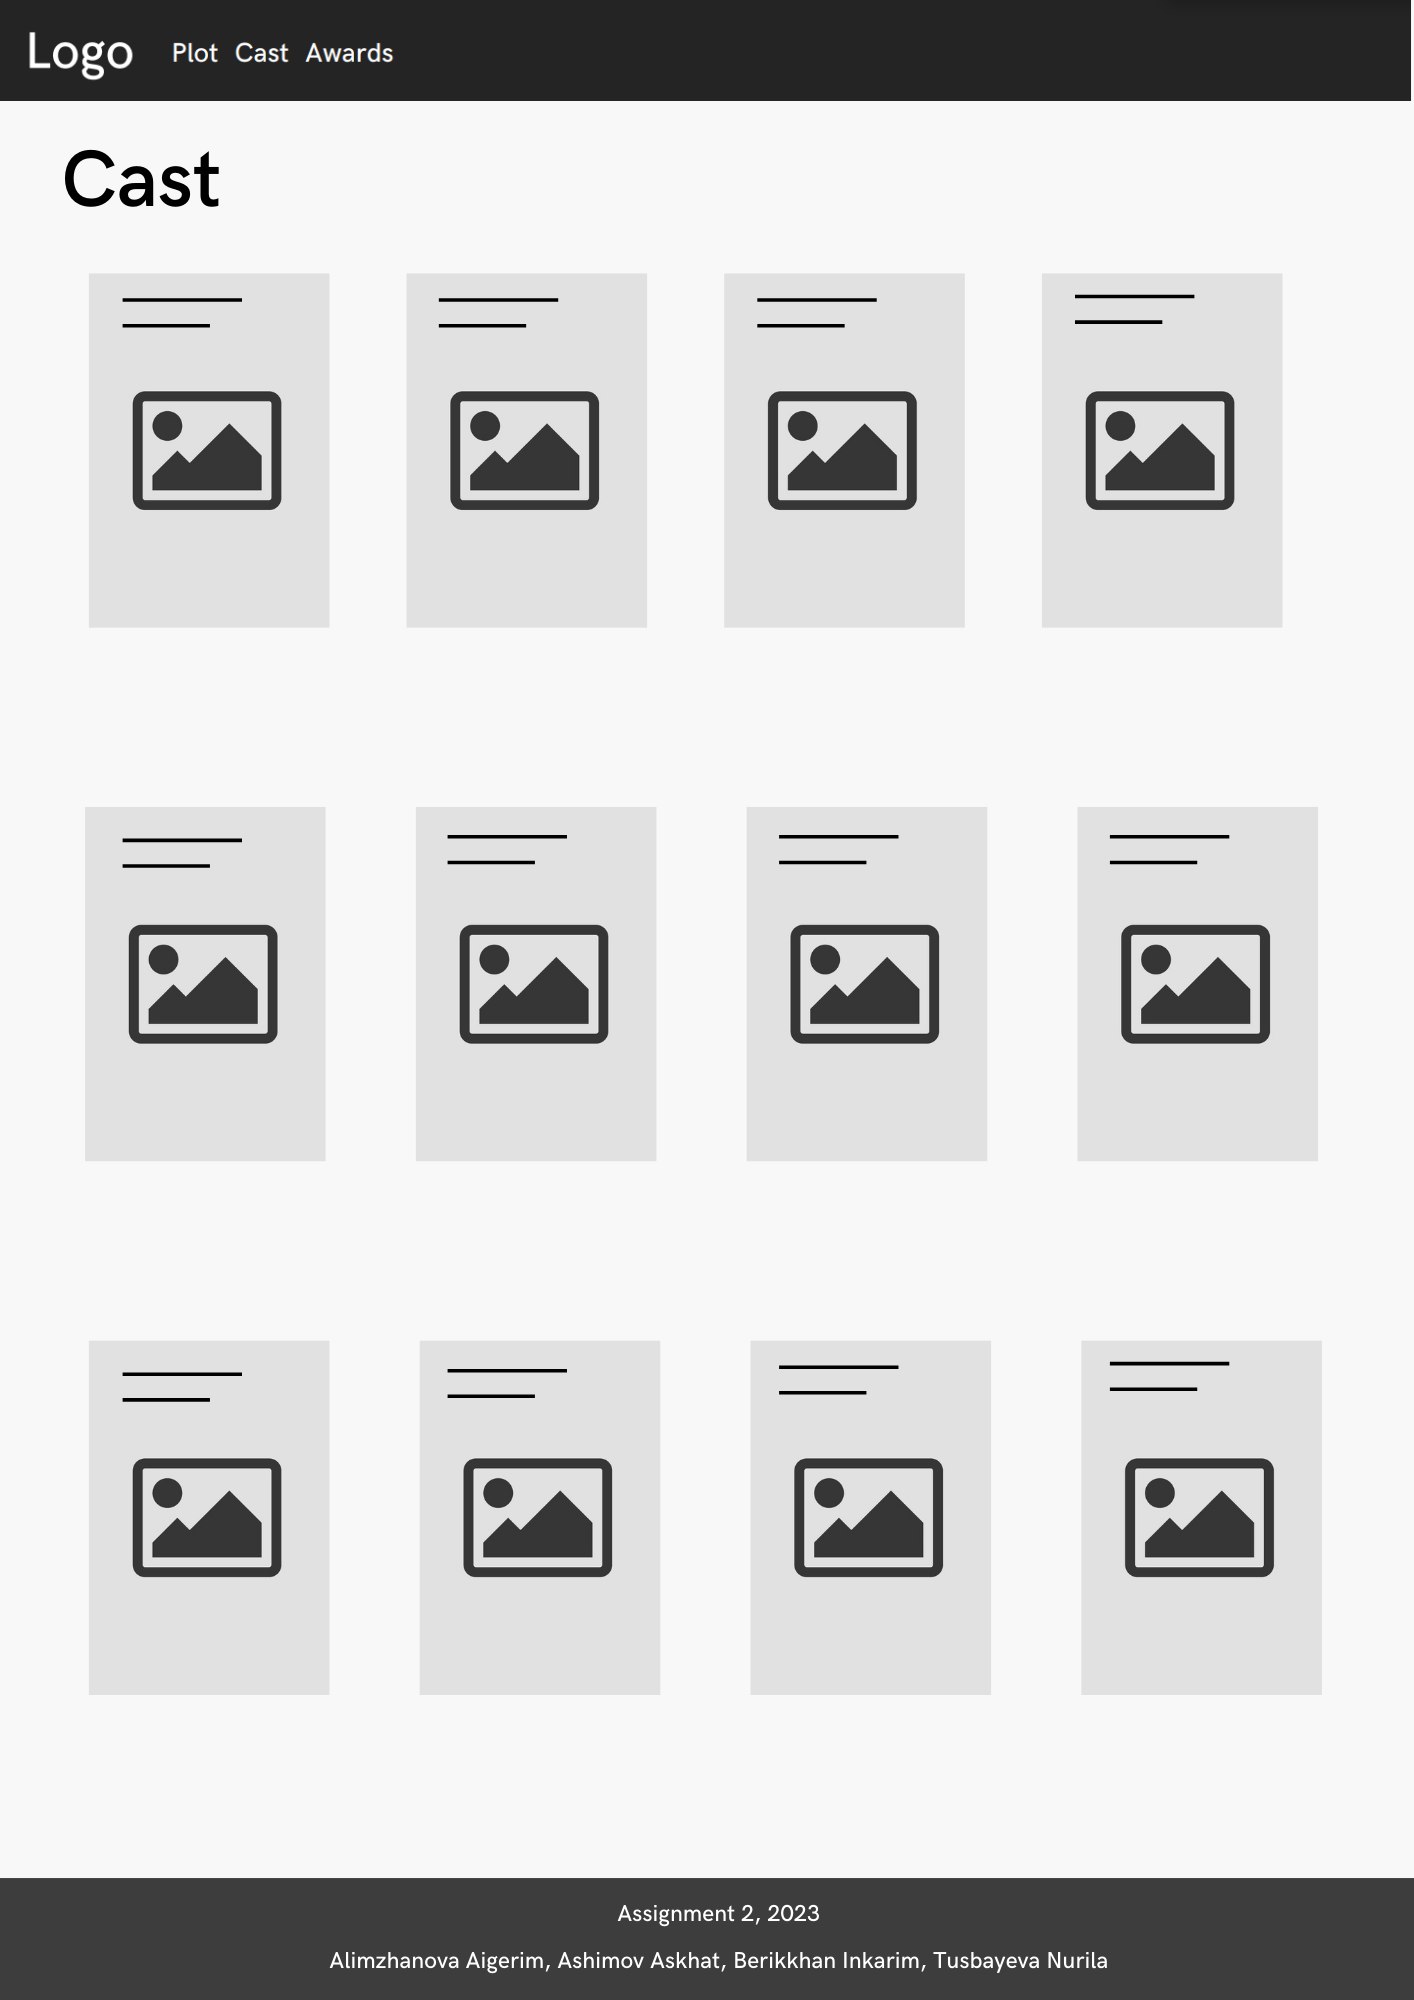 Logo Plot Cast Awards
Cast
Assignment 2, 2023
Alimzhanova Aigerim, Ashimov Askhat, Berikkhan Inkarim, Tusbayeva Nurila